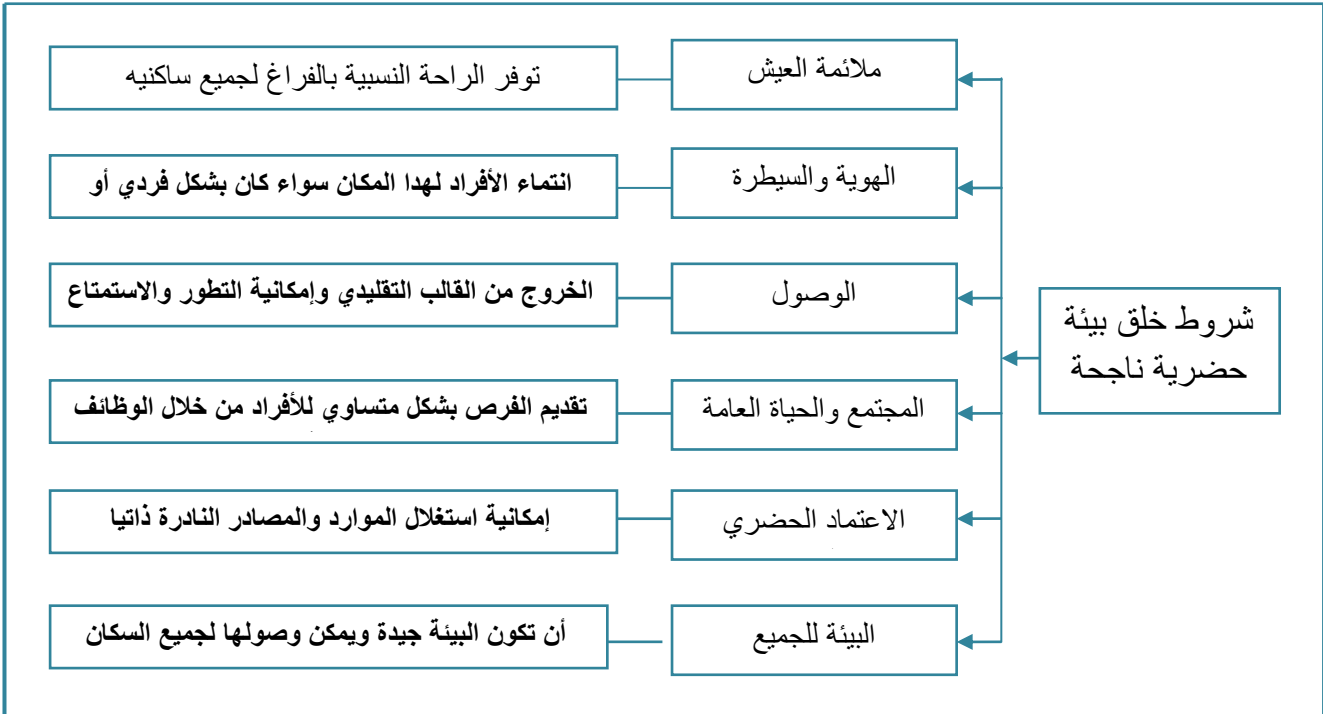 ملائمة العيش
توفر الراحة النسبية بالفراغ لجميع ساكنيه
الهوية والسيطرة
انتماء الأفراد لهدا المكان سواء كان بشكل فردي أو
الوصول
الخروج من القالب التقليدي وإمكانية التطور والاستمتاع
شروط خلق بيئة
حضرية ناجحة
المجتمع والحياة العامة
تقديم الفرص بشكل متساوي للأفراد من خلال الوظائف
الاعتماد الحضري
إمكانية استغلال الموارد والمصادر النادرة ذاتيا
البيئة للجميع
أن تكون البيئة جيدة ويمكن وصولها لجميع السكان